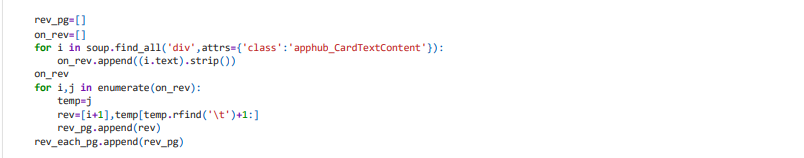 rev_pg=[]
on_rev=[]
for i in soup.find_all('div',attrs={'class':'apphub_CardTextContent'}):
    on_rev.append((i.text).strip())
on_rev
for i,j in enumerate(on_rev):
    temp=j
    rev=[i+1],temp[temp.rfind('\t')+1:]
    rev_pg.append(rev)
rev_each_pg.append(rev_pg)